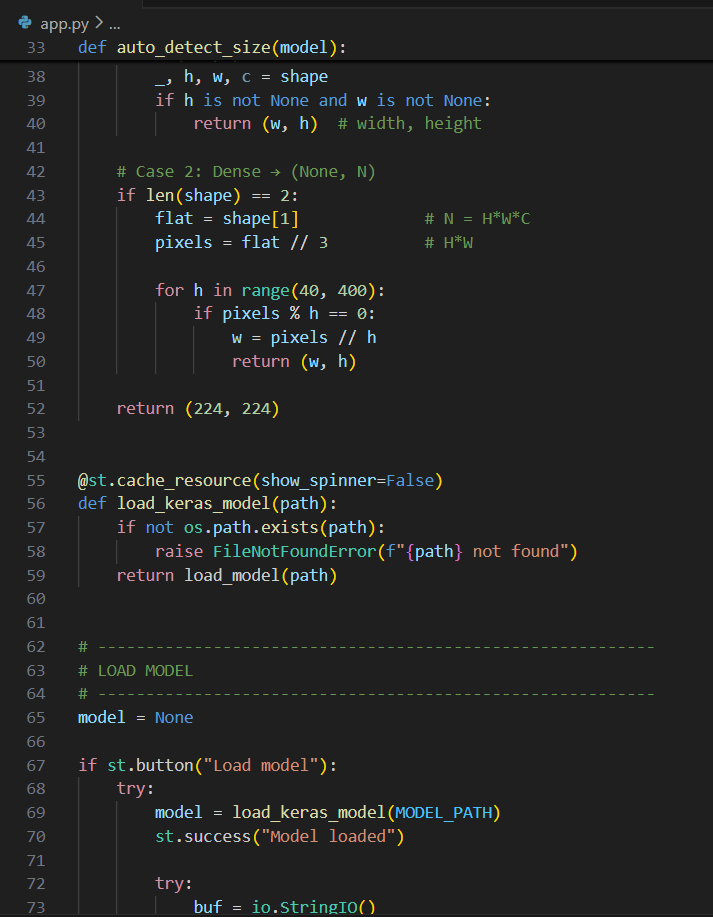 app.py > ...
33 def auto_detect_size(model):
38 _, h, w, c = shape
39 if h is not None and w is not None:
40 return (w, h)  # width, height
41
42 # Case 2: Dense → (None, N)
43 if len(shape) == 2:
44 flat = shape[1]             # N = H*W*C
45 pixels = flat // 3          # H*W
46
47 for h in range(40, 400):
48 if pixels % h == 0:
49 w = pixels // h
50 return (w, h)
51
52 return (224, 224)
53
54
55 @st.cache_resource(show_spinner=False)
56 def load_keras_model(path):
57 if not os.path.exists(path):
58 raise FileNotFoundError(f"{path} not found")
59 return load_model(path)
60
61
62 # ----------------------------------------------------------
63 # LOAD MODEL
64 # ----------------------------------------------------------
65 model = None
66
67 if st.button("Load model"):
68 try:
69 model = load_keras_model(MODEL_PATH)
70 st.success("Model loaded")
71
72 try:
73 buf = io.StringIO()